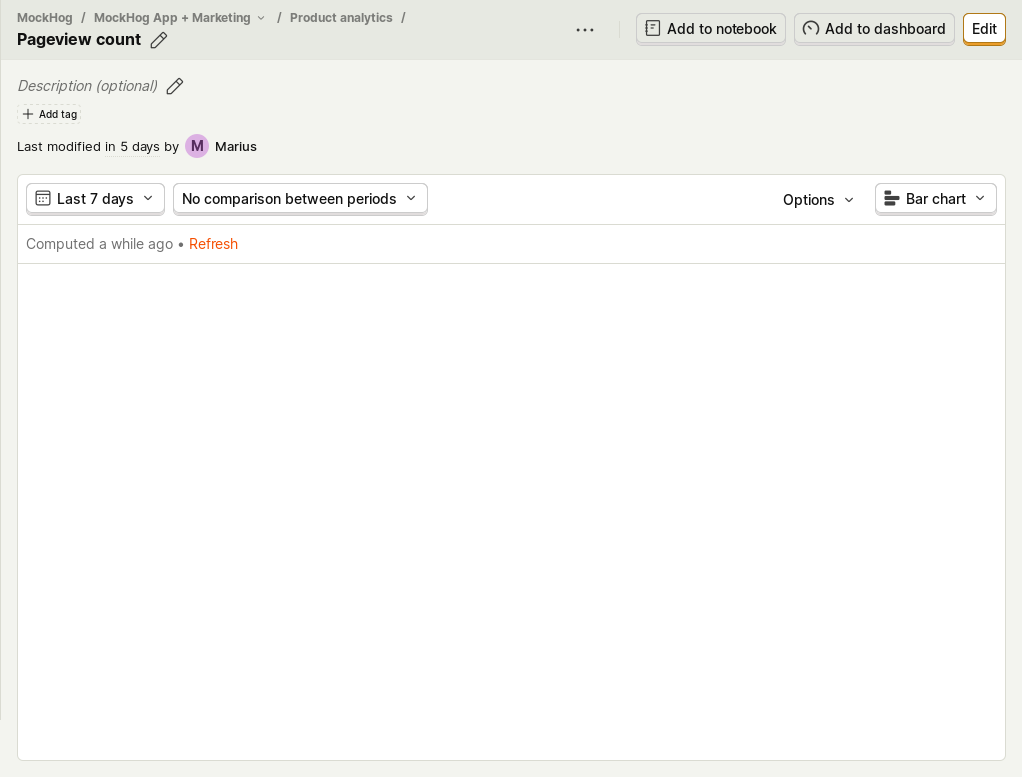 MockHog / MockHog App + Marketing / Product analytics /
Pageview count
Add to notebook
Add to dashboard
Edit
Description (optional)
Add tag
Last modified in 5 days by M Marius
Last 7 days
No comparison between periods
Options
Bar chart
Computed a while ago • Refresh